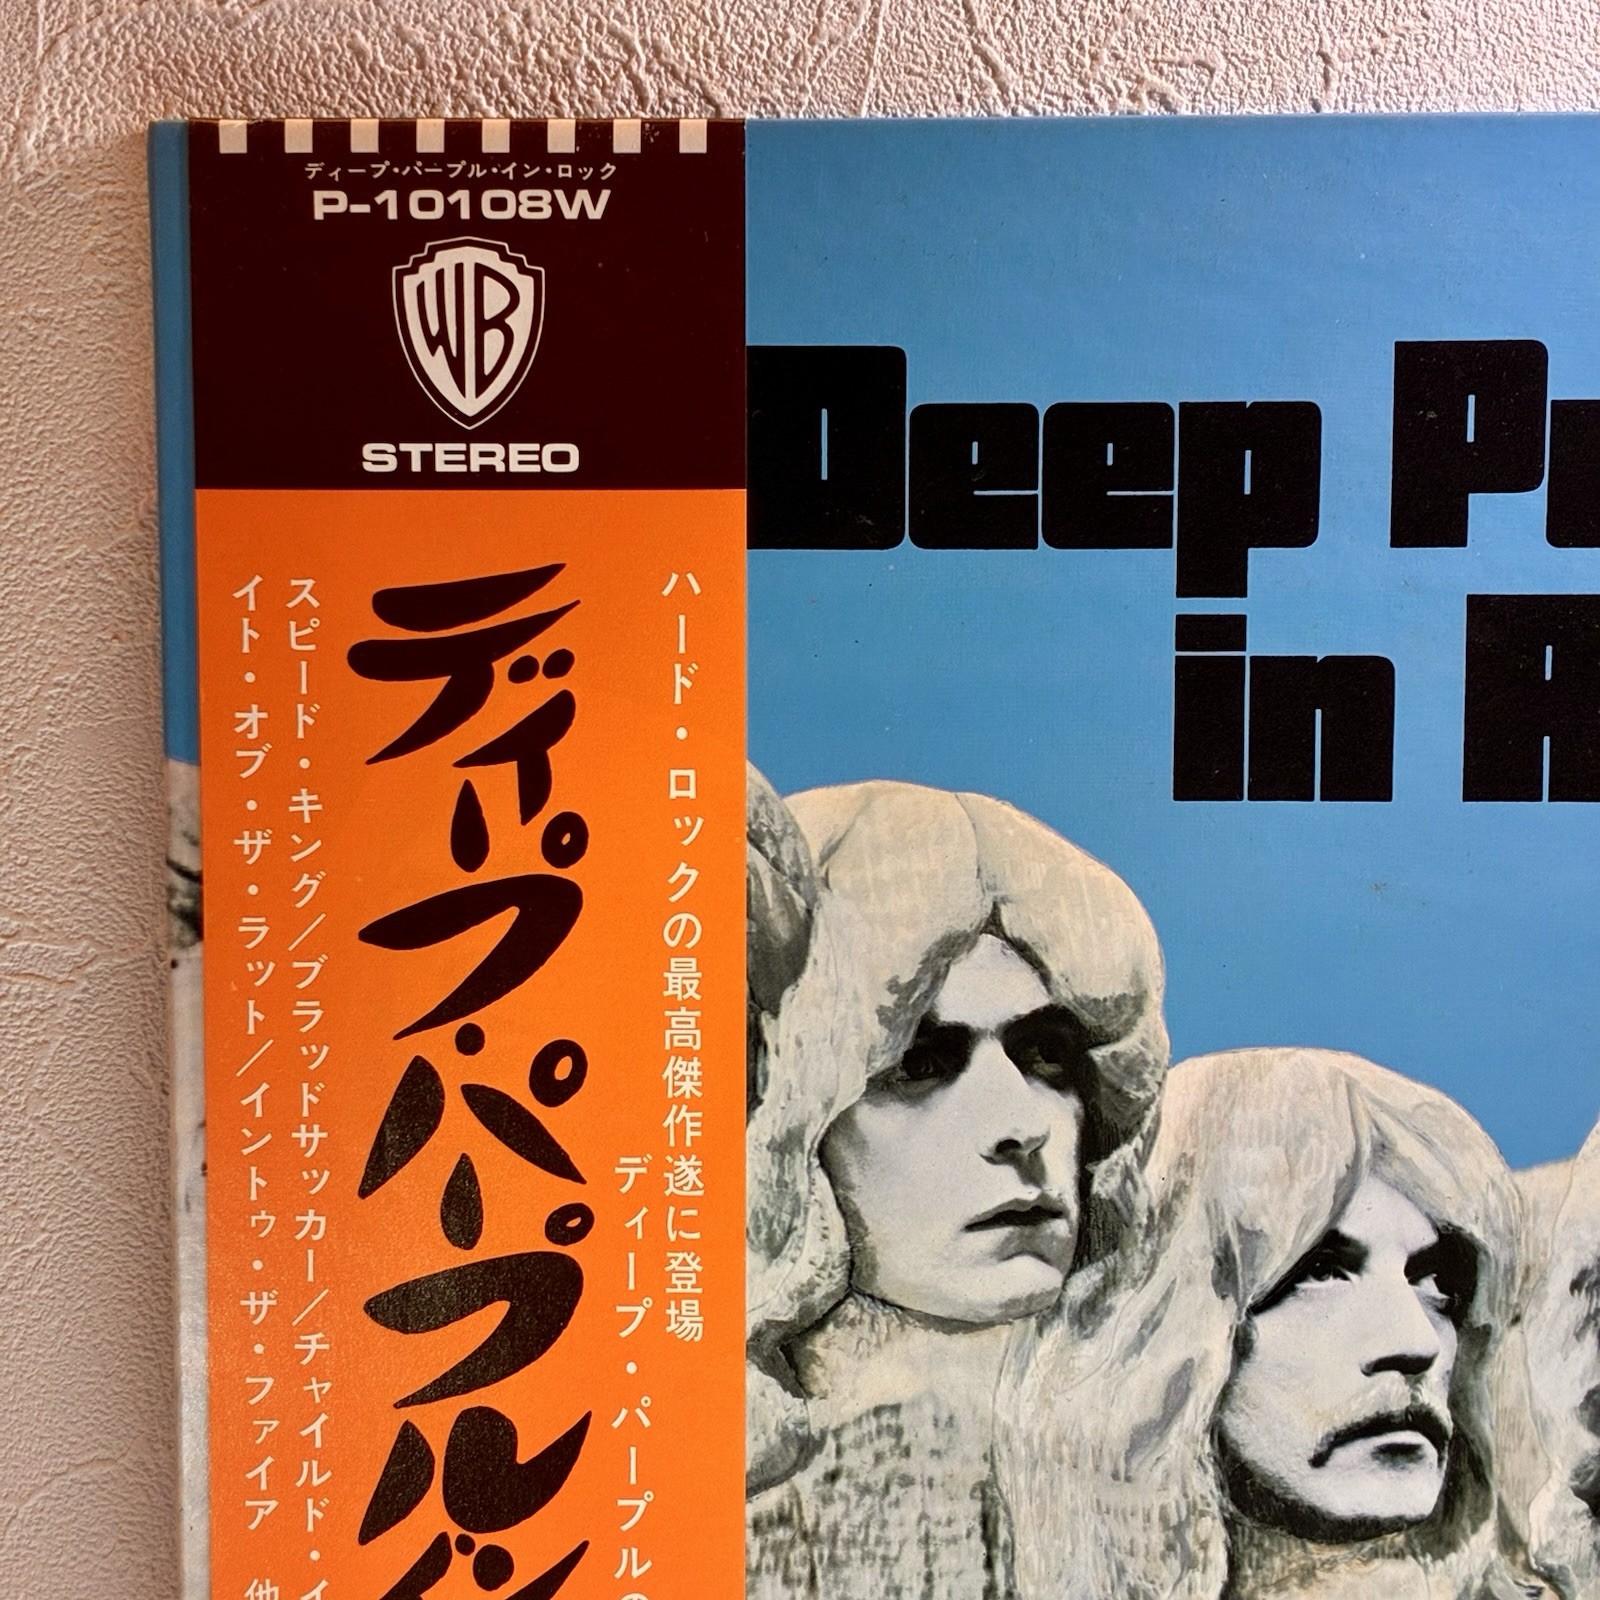 ディープ・パープル・イン・ロック
P-10108W
WB
STEREO
ハード・ロックの最高傑作遂に登場
ディープ・パープルの
ディープ・パープル イン
スピード・キング／ブラッドサッカー／チャイルド・イ
イト・オブ・ザ・ラット／イントゥ・ザ・ファイア 他
Deep
in